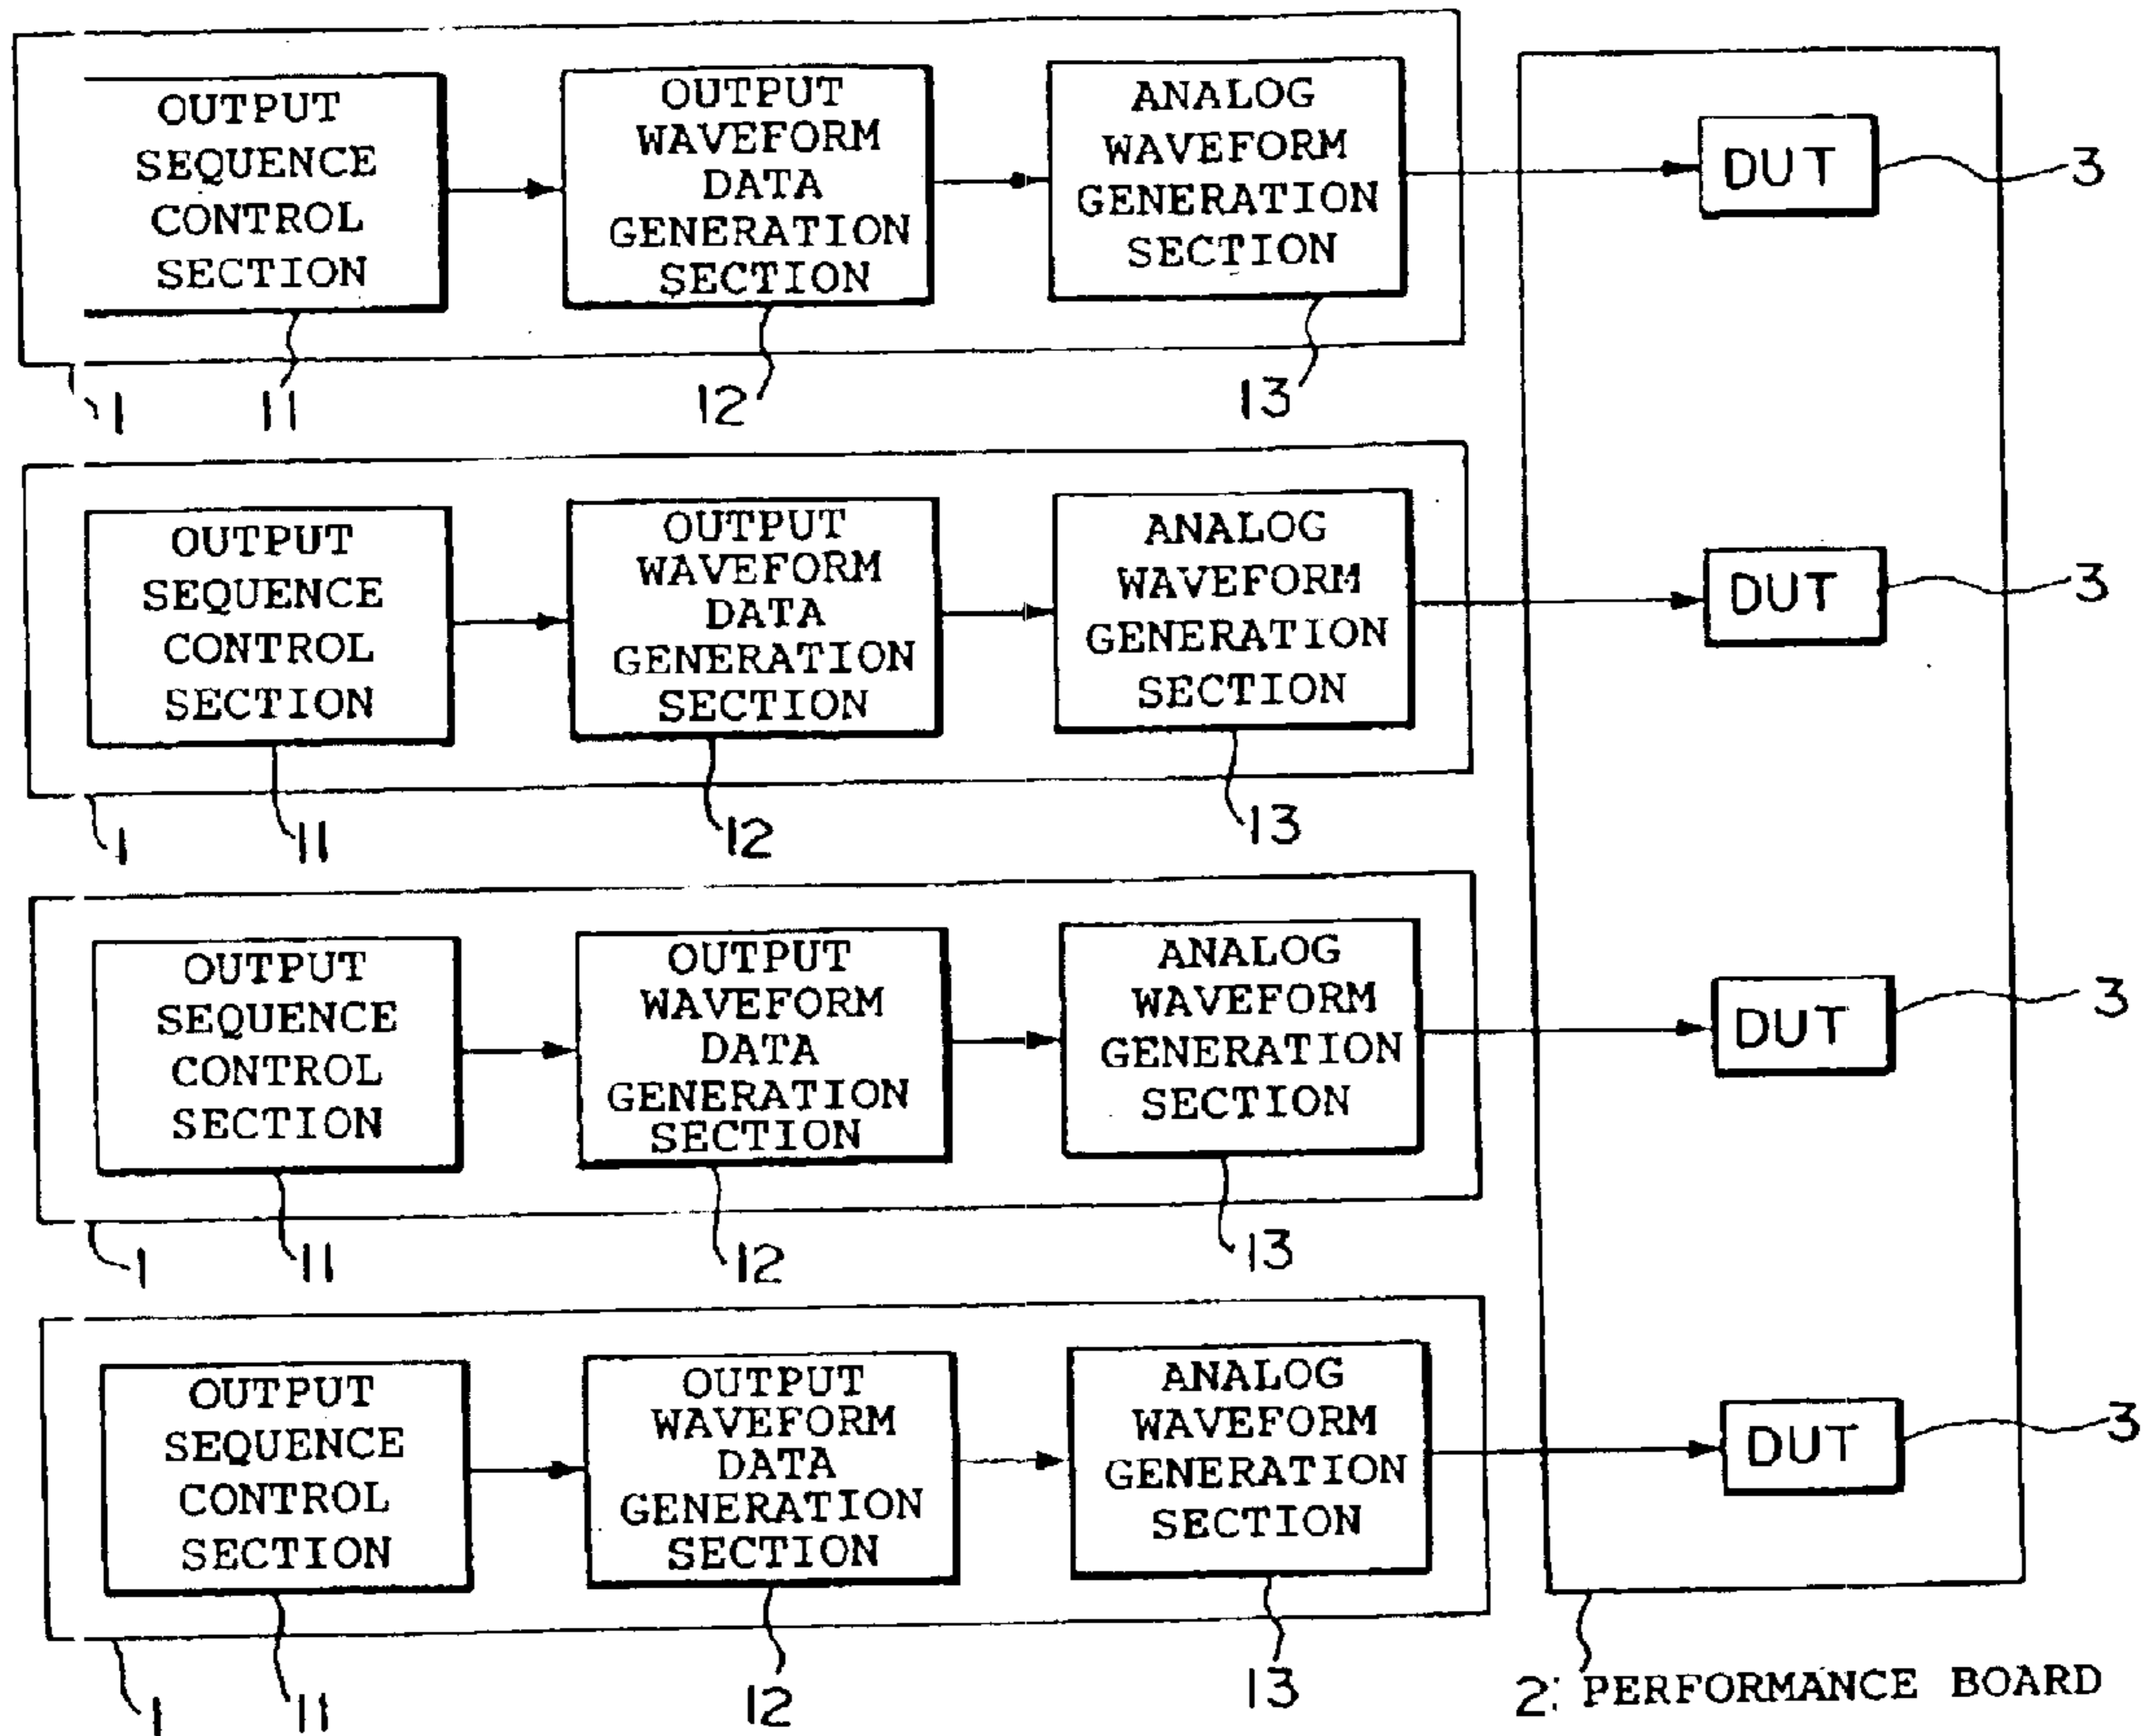 OUTPUT
SEQUENCE
CONTROL
SECTION
OUTPUT
WAVEFORM
DATA
GENERATION
SECTION
ANALOG
WAVEFORM
GENERATION
SECTION
DUT
3
1
11
12
13
OUTPUT
SEQUENCE
CONTROL
SECTION
OUTPUT
WAVEFORM
DATA
GENERATION
SECTION
ANALOG
WAVEFORM
GENERATION
SECTION
DUT
3
1
11
12
13
OUTPUT
SEQUENCE
CONTROL
SECTION
OUTPUT
WAVEFORM
DATA
GENERATION
SECTION
ANALOG
WAVEFORM
GENERATION
SECTION
DUT
3
1
11
12
13
OUTPUT
SEQUENCE
CONTROL
SECTION
OUTPUT
WAVEFORM
DATA
GENERATION
SECTION
ANALOG
WAVEFORM
GENERATION
SECTION
DUT
3
1
11
12
13
2: PERFORMANCE BOARD